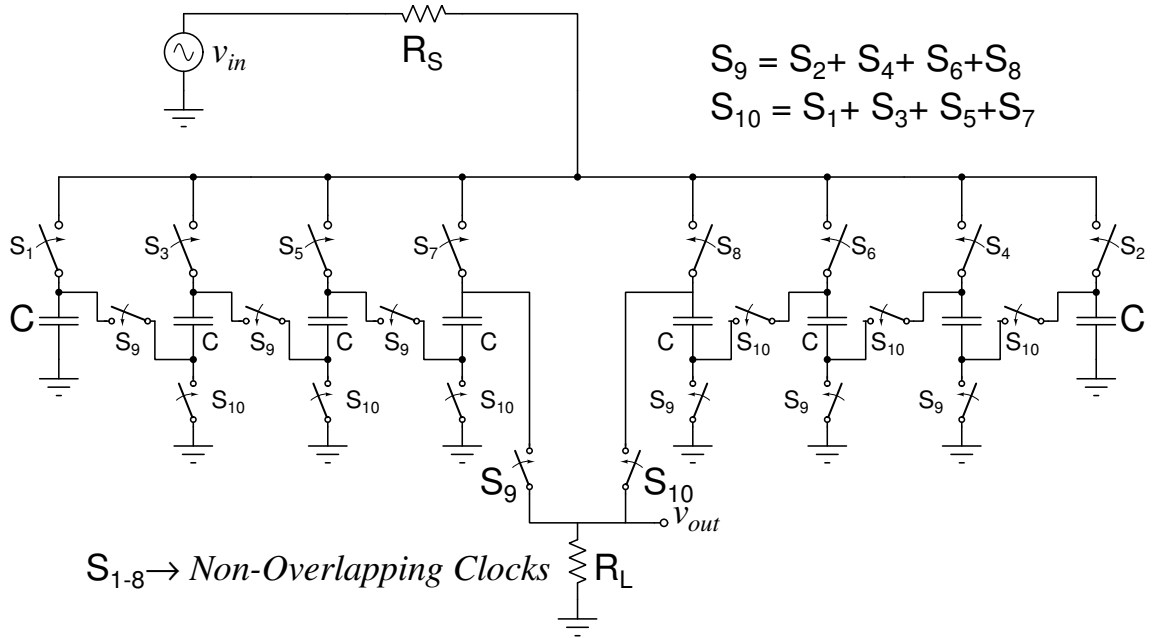 v_in
R_S
S_9 = S_2+ S_4+ S_6+S_8
S_10 = S_1+ S_3+ S_5+S_7
S_1
S_3
S_5
S_7
S_8
S_6
S_4
S_2
C
S_9
C
S_9
C
S_9
C
C
S_10
C
S_10
S_10
C
S_10
S_10
S_10
S_9
S_9
S_9
S_9
S_10
v_out
S_1-8→ Non-Overlapping Clocks
R_L